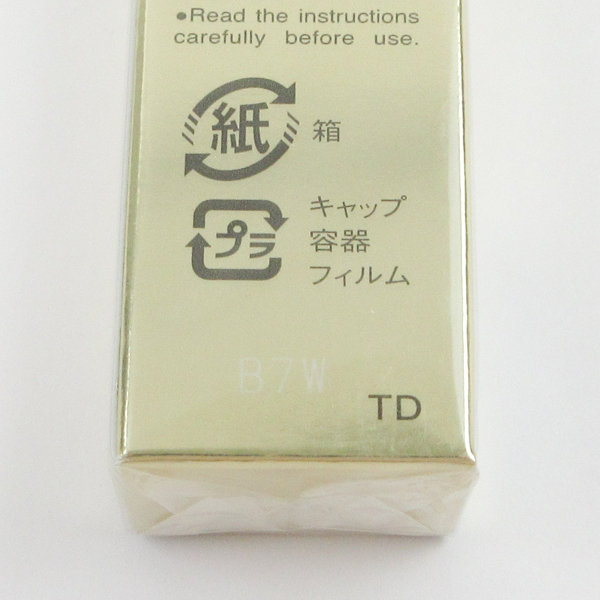 ●Read the instructions
carefully before use.
紙 箱
プラ キャップ
容器
フィルム
B7W
TD